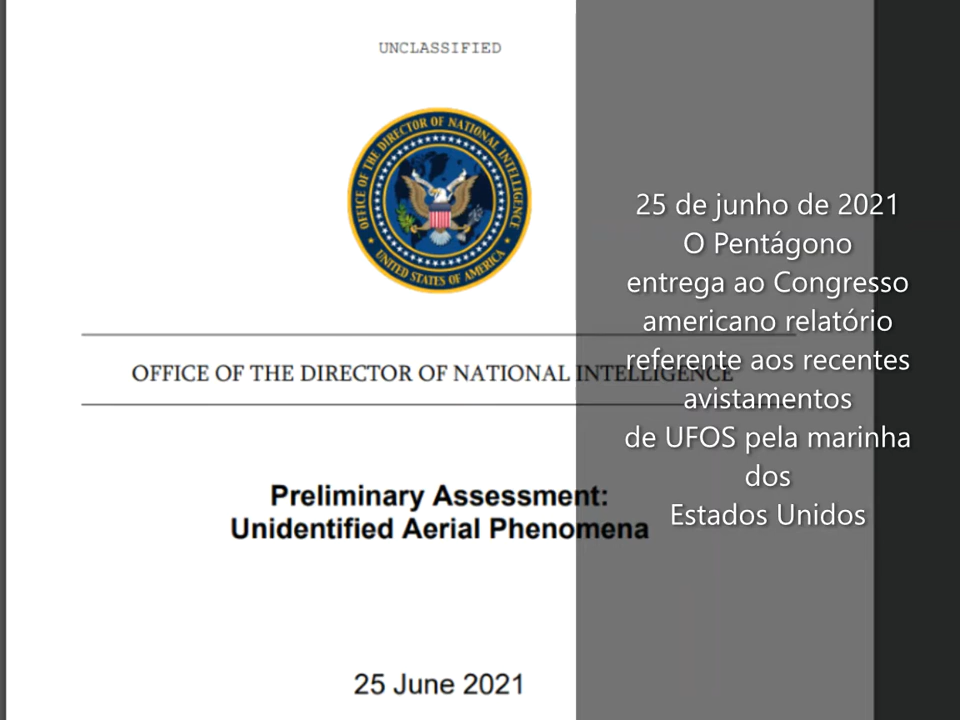 UNCLASSIFIED
OFFICE OF THE DIRECTOR OF NATIONAL INTELLIGENCE
UNITED STATES OF AMERICA
OFFICE OF THE DIRECTOR OF NATIONAL INTELLIGENCE
Preliminary Assessment:
Unidentified Aerial Phenomena
25 June 2021
25 de junho de 2021
O Pentágono
entrega ao Congresso
americano relatório
referente aos recentes
avistamentos
de UFOS pela marinha
dos
Estados Unidos